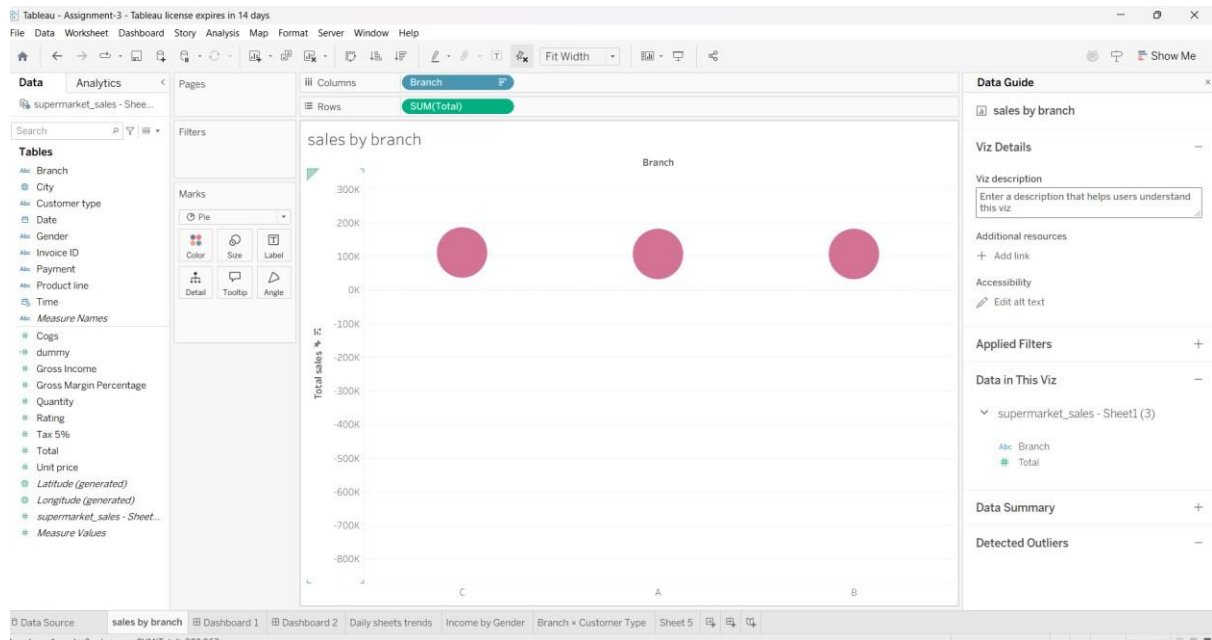 Tableau - Assignment-3 - Tableau license expires in 14 days
File Data Worksheet Dashboard Story Analysis Map Format Server Window Help
Fit Width
Show Me
Data Analytics
supermarket_sales - Shee...
Search
Tables
Abc Branch
City
Abc Customer type
Date
Abc Gender
Abc Invoice ID
Abc Payment
Abc Product line
Time
Abc Measure Names
# Cogs
=# dummy
# Gross Income
# Gross Margin Percentage
# Quantity
# Rating
# Tax 5%
# Total
# Unit price
Latitude (generated)
Longitude (generated)
# supermarket_sales - Sheet...
# Measure Values
Pages
Filters
Marks
Pie
Color Size Label
Detail Tooltip Angle
Columns Branch
Rows SUM(Total)
sales by branch
Branch
Total sales
300K
200K
100K
0K
-100K
-200K
-300K
-400K
-500K
-600K
-700K
-800K
C A B
Data Guide
sales by branch
Viz Details
Viz description
Enter a description that helps users understand
this viz
Additional resources
+ Add link
Accessibility
Edit alt text
Applied Filters
Data in This Viz
supermarket_sales - Sheet1 (3)
Abc Branch
# Total
Data Summary
Detected Outliers
Data Source sales by branch Dashboard 1 Dashboard 2 Daily sheets trends Income by Gender Branch × Customer Type Sheet 5